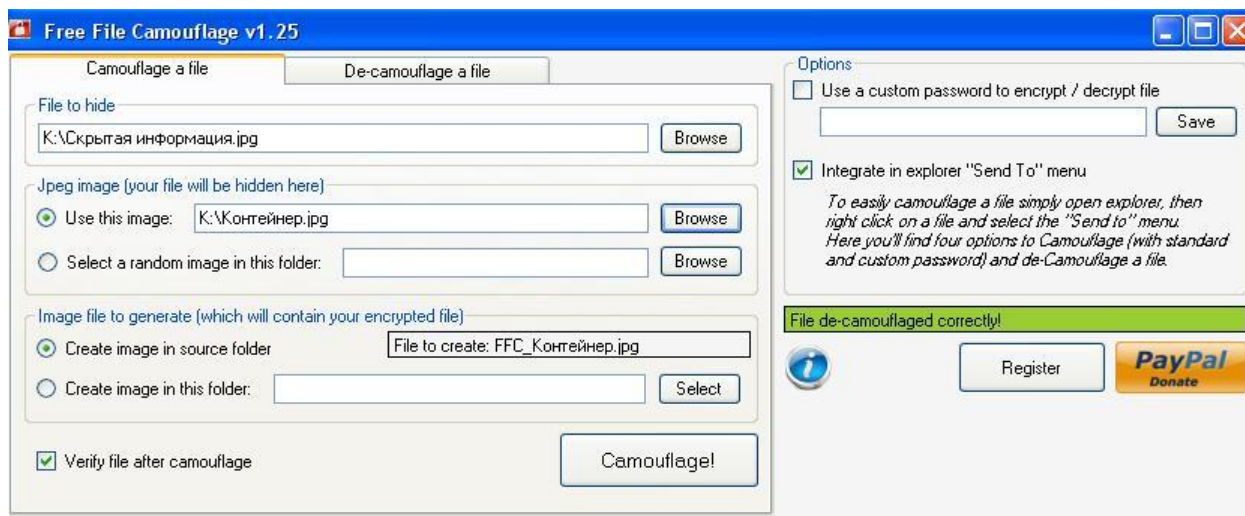 Free File Camouflage v1.25
Camouflage a file
De-camouflage a file
File to hide
K:\Скрытая информация.jpg
Browse
Jpeg image (your file will be hidden here)
Use this image:
K:\Контейнер.jpg
Browse
Select a random image in this folder:
Browse
Image file to generate (which will contain your encrypted file)
Create image in source folder
File to create: FFC_Контейнер.jpg
Create image in this folder:
Select
Verify file after camouflage
Camouflage!
Options
Use a custom password to encrypt / decrypt file
Save
Integrate in explorer "Send To" menu
To easily camouflage a file simply open explorer, then
right click on a file and select the "Send to" menu.
Here you'll find four options to Camouflage (with standard
and custom password) and de-Camouflage a file.
File de-camouflaged correctly!
Register
PayPal
Donate